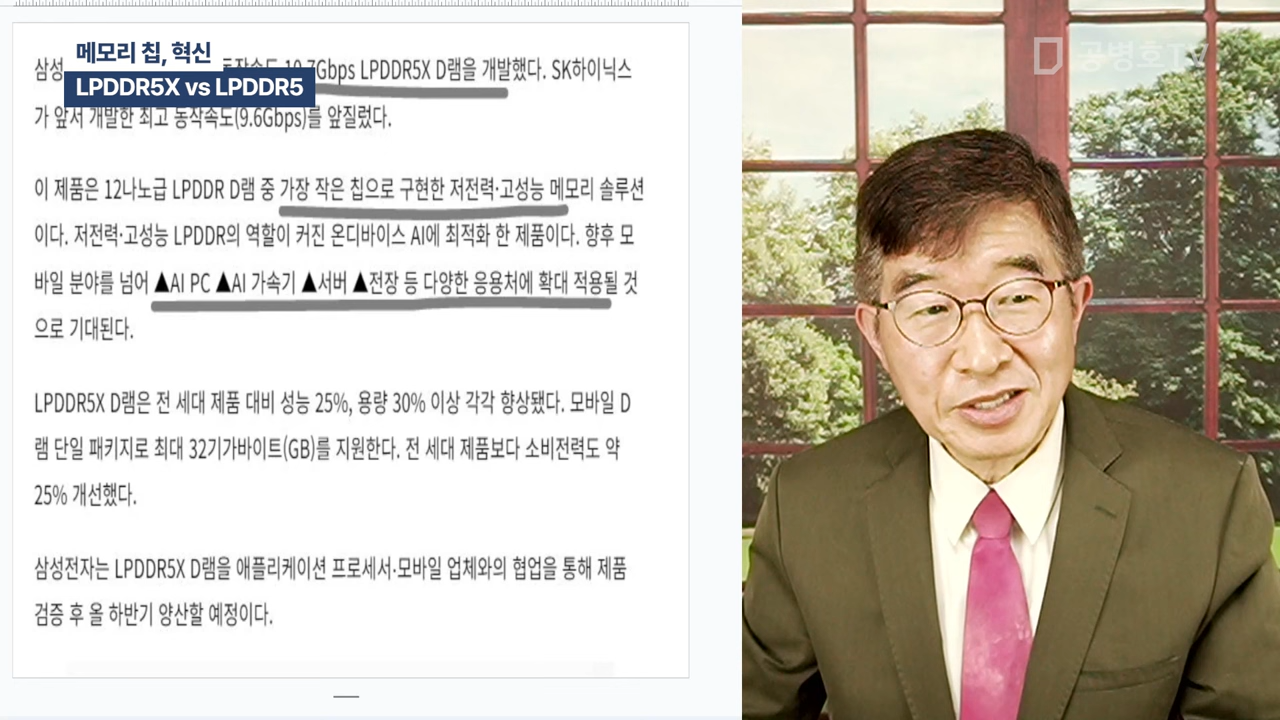 메모리 칩, 혁신
LPDDR5X vs LPDDR5
공병호TV
삼성 10.7Gbps LPDDR5X D램을 개발했다. SK하이닉스
가 앞서 개발한 최고 동작속도(9.6Gbps)를 앞질렀다.
이 제품은 12나노급 LPDDR D램 중 가장 작은 칩으로 구현한 저전력·고성능 메모리 솔루션
이다. 저전력·고성능 LPDDR의 역할이 커진 온디바이스 AI에 최적화 한 제품이다. 향후 모
바일 분야를 넘어 ▲AI PC ▲AI 가속기 ▲서버 ▲전장 등 다양한 응용처에 확대 적용될 것
으로 기대된다.
LPDDR5X D램은 전 세대 제품 대비 성능 25%, 용량 30% 이상 각각 향상됐다. 모바일 D
램 단일 패키지로 최대 32기가바이트(GB)를 지원한다. 전 세대 제품보다 소비전력도 약
25% 개선했다.
삼성전자는 LPDDR5X D램을 애플리케이션 프로세서·모바일 업체와의 협업을 통해 제품
검증 후 올 하반기 양산할 예정이다.